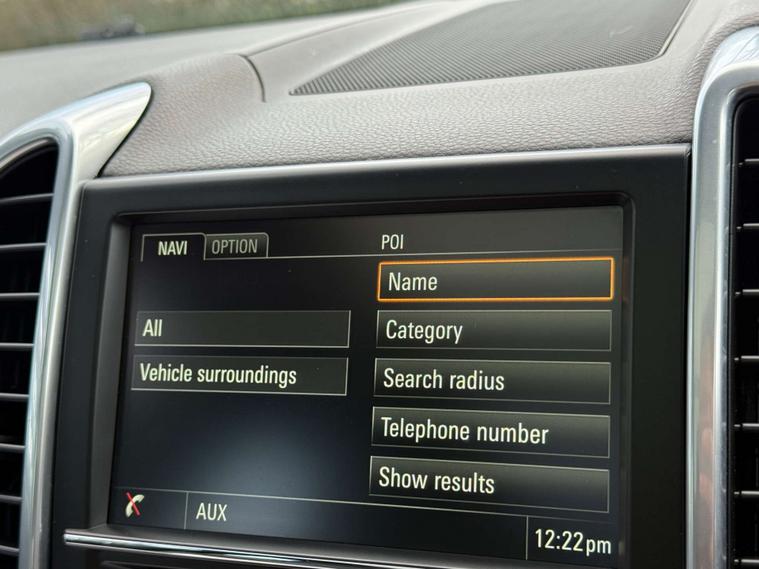 NAVI OPTION POI
Name
All
Category
Vehicle surroundings
Search radius
Telephone number
Show results
AUX
12:22pm